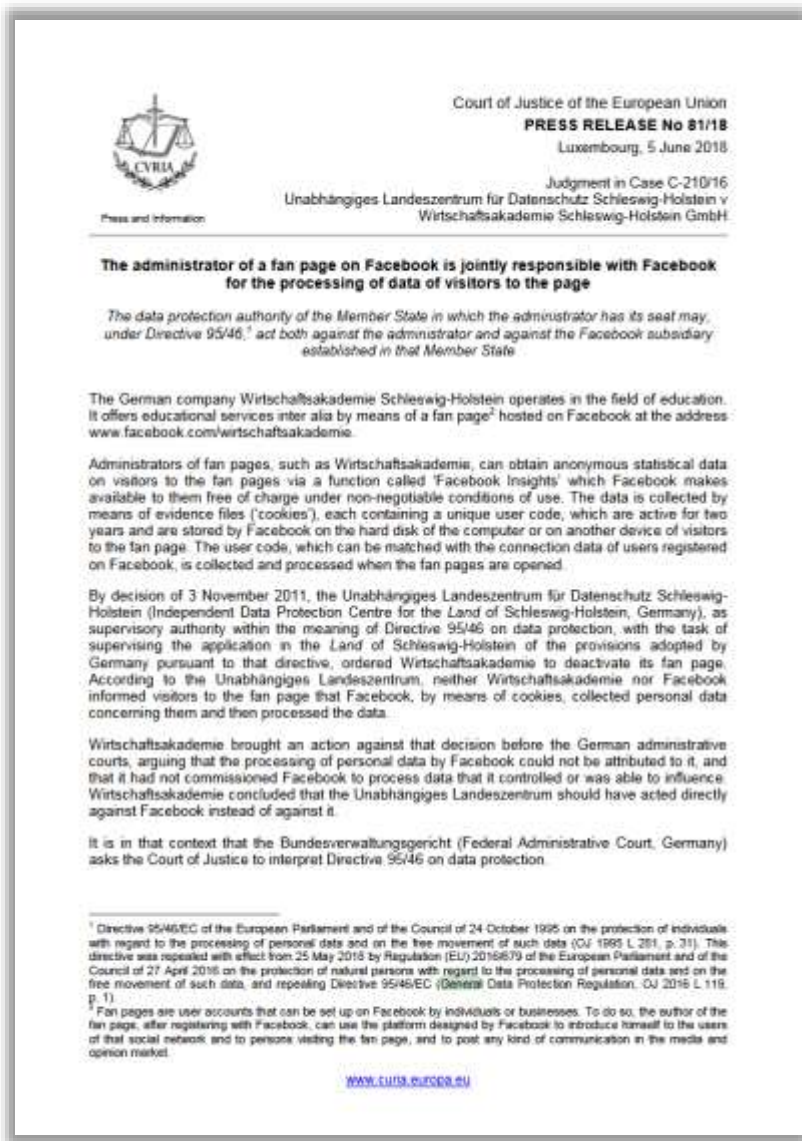 CVRIA
Press and Information
Court of Justice of the European Union
PRESS RELEASE No 81/18
Luxembourg, 5 June 2018
Judgment in Case C-210/16
Unabhängiges Landeszentrum für Datenschutz Schleswig-Holstein v
Wirtschaftsakademie Schleswig-Holstein GmbH
The administrator of a fan page on Facebook is jointly responsible with Facebook
for the processing of data of visitors to the page
The data protection authority of the Member State in which the administrator has its seat may,
under Directive 95/46,¹ act both against the administrator and against the Facebook subsidiary
established in that Member State
The German company Wirtschaftsakademie Schleswig-Holstein operates in the field of education.
It offers educational services inter alia by means of a fan page² hosted on Facebook at the address
www.facebook.com/wirtschaftsakademie.
Administrators of fan pages, such as Wirtschaftsakademie, can obtain anonymous statistical data
on visitors to the fan pages via a function called 'Facebook Insights' which Facebook makes
available to them free of charge under non-negotiable conditions of use. The data is collected by
means of evidence files ('cookies'), each containing a unique user code, which are active for two
years and are stored by Facebook on the hard disk of the computer or on another device of visitors
to the fan page. The user code, which can be matched with the connection data of users registered
on Facebook, is collected and processed when the fan pages are opened.
By decision of 3 November 2011, the Unabhängiges Landeszentrum für Datenschutz Schleswig-
Holstein (Independent Data Protection Centre for the Land of Schleswig-Holstein, Germany), as
supervisory authority within the meaning of Directive 95/46 on data protection, with the task of
supervising the application in the Land of Schleswig-Holstein of the provisions adopted by
Germany pursuant to that directive, ordered Wirtschaftsakademie to deactivate its fan page.
According to the Unabhängiges Landeszentrum, neither Wirtschaftsakademie nor Facebook
informed visitors to the fan page that Facebook, by means of cookies, collected personal data
concerning them and then processed the data.
Wirtschaftsakademie brought an action against that decision before the German administrative
courts, arguing that the processing of personal data by Facebook could not be attributed to it, and
that it had not commissioned Facebook to process data that it controlled or was able to influence.
Wirtschaftsakademie concluded that the Unabhängiges Landeszentrum should have acted directly
against Facebook instead of against it.
It is in that context that the Bundesverwaltungsgericht (Federal Administrative Court, Germany)
asks the Court of Justice to interpret Directive 95/46 on data protection.
¹ Directive 95/46/EC of the European Parliament and of the Council of 24 October 1995 on the protection of individuals
with regard to the processing of personal data and on the free movement of such data (OJ 1995 L 281, p. 31). This
directive was repealed with effect from 25 May 2018 by Regulation (EU) 2016/679 of the European Parliament and of the
Council of 27 April 2016 on the protection of natural persons with regard to the processing of personal data and on the
free movement of such data, and repealing Directive 95/46/EC (General Data Protection Regulation, OJ 2016 L 119,
p. 1).
² Fan pages are user accounts that can be set up on Facebook by individuals or businesses. To do so, the author of the
fan page, after registering with Facebook, can use the platform designed by Facebook to introduce himself to the users
of that social network and to persons visiting the fan page, and to post any kind of communication in the media and
opinion market.
www.curia.europa.eu